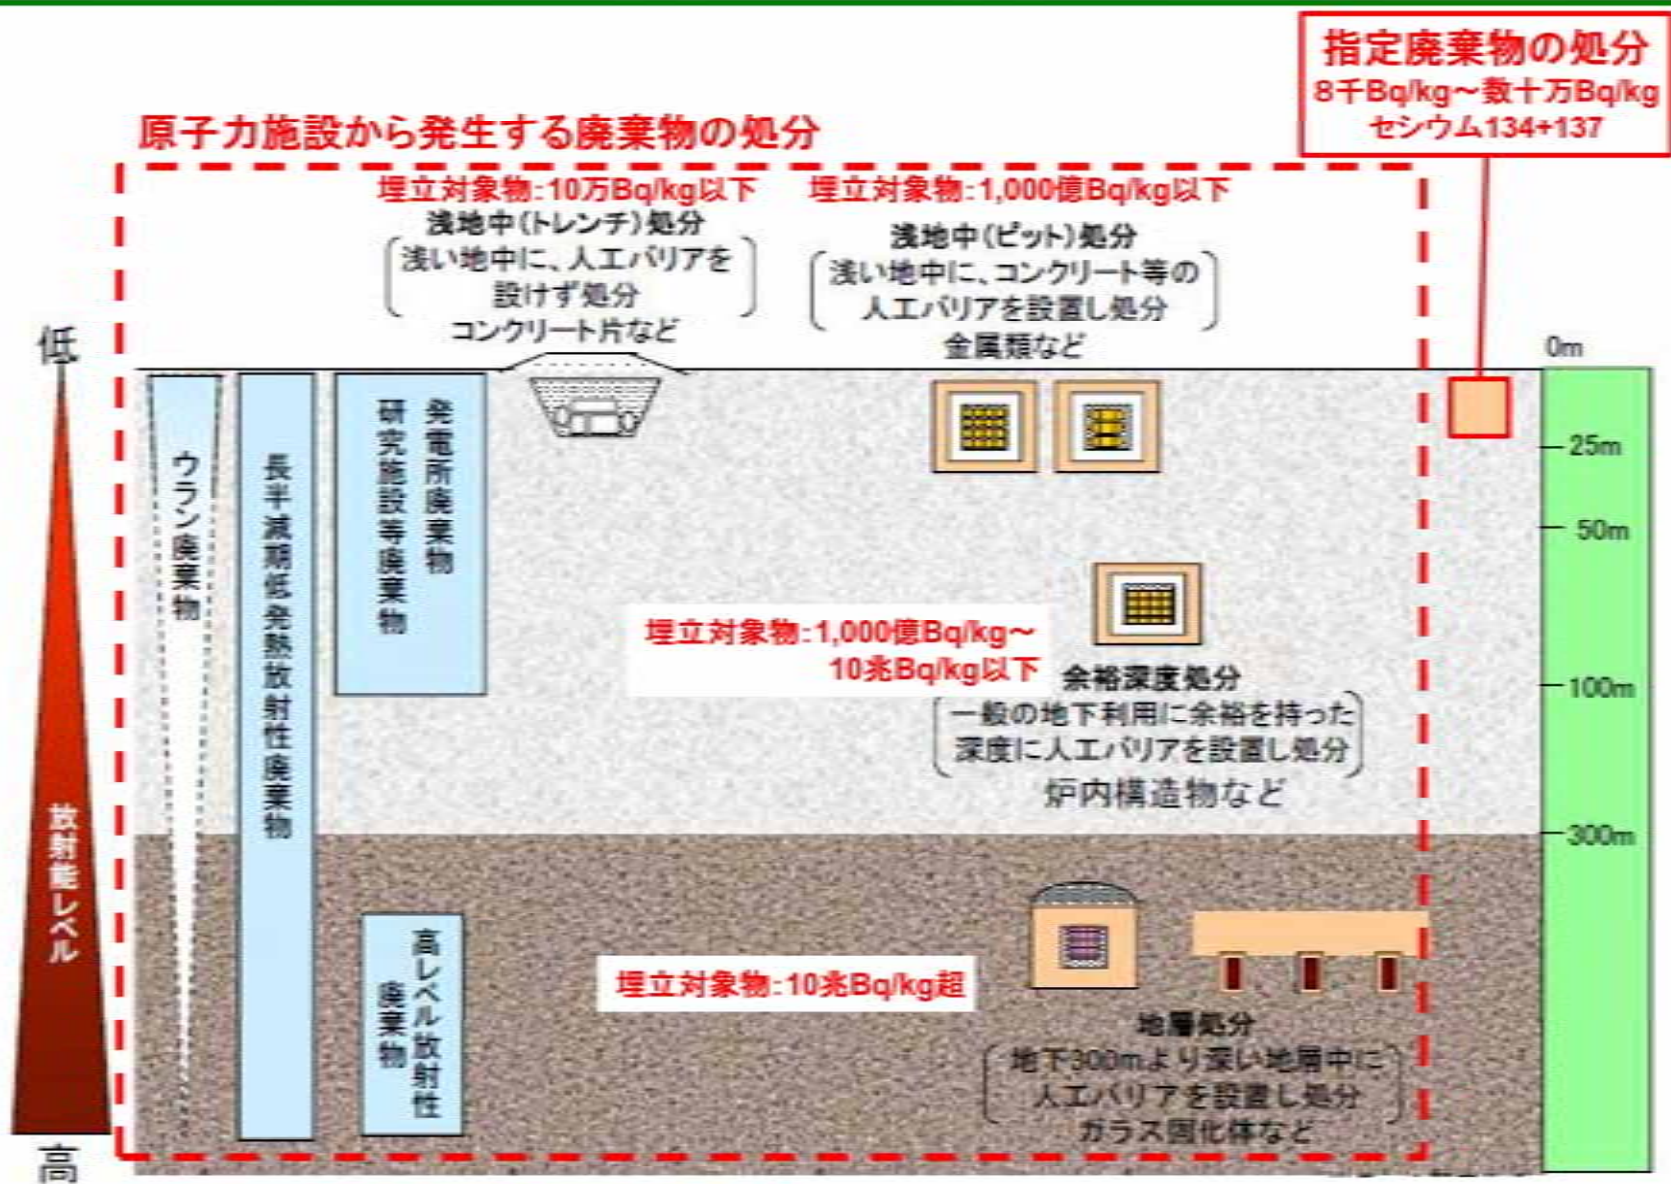 指定廃棄物の処分
8千Bq/kg～数十万Bq/kg
セシウム134+137
原子力施設から発生する廃棄物の処分
埋立対象物:10万Bq/kg以下
浅地中(トレンチ)処分
浅い地中に、人工バリアを
設けず処分
コンクリート片など
埋立対象物:1,000億Bq/kg以下
浅地中(ピット)処分
浅い地中に、コンクリート等の
人工バリアを設置し処分
金属類など
低
放射能レベル
高
ウラン廃棄物
長半減期低発熱放射性廃棄物
発電所廃棄物
研究施設等廃棄物
0m
25m
50m
100m
300m
埋立対象物:1,000億Bq/kg～
10兆Bq/kg以下
余裕深度処分
一般の地下利用に余裕を持った
深度に人工バリアを設置し処分
炉内構造物など
高レベル放射性
廃棄物
埋立対象物:10兆Bq/kg超
地層処分
地下300mより深い地層中に
人工バリアを設置し処分
ガラス固化体など